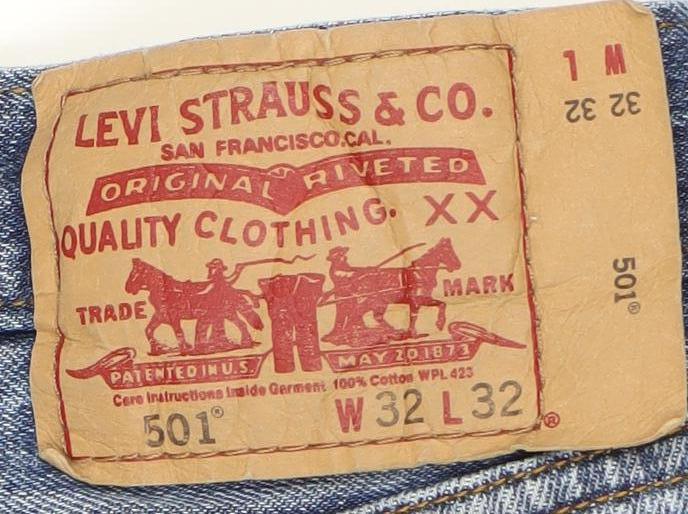 LEVI STRAUSS & CO.
SAN FRANCISCO.CAL.
ORIGINAL RIVETED
QUALITY CLOTHING. XX
TRADE MARK
PATENTED IN U.S. MAY 20 1873
Care Instructions Inside Garment 100% Cotton WPL 423
501® W 32 L 32
®
W L
32 32
501®